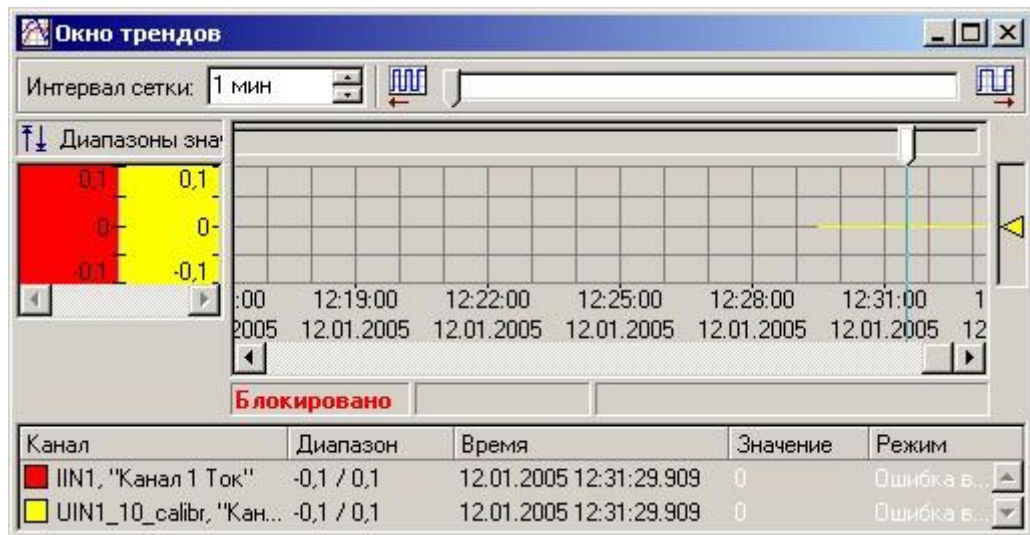 Окно трендов
Интервал сетки: 1 мин
Диапазоны знач
0,1 0,1
0 0
-0,1 -0,1
:00 12:19:00 12:22:00 12:25:00 12:28:00 12:31:00 1
2005 12.01.2005 12.01.2005 12.01.2005 12.01.2005 12.01.2005 12
Блокировано
Канал Диапазон Время Значение Режим
IIN1, "Канал 1 Ток" -0,1 / 0,1 12.01.2005 12:31:29.909 0 Ошибка в...
UIN1_10_calibr, "Кан... -0,1 / 0,1 12.01.2005 12:31:29.909 0 Ошибка в...